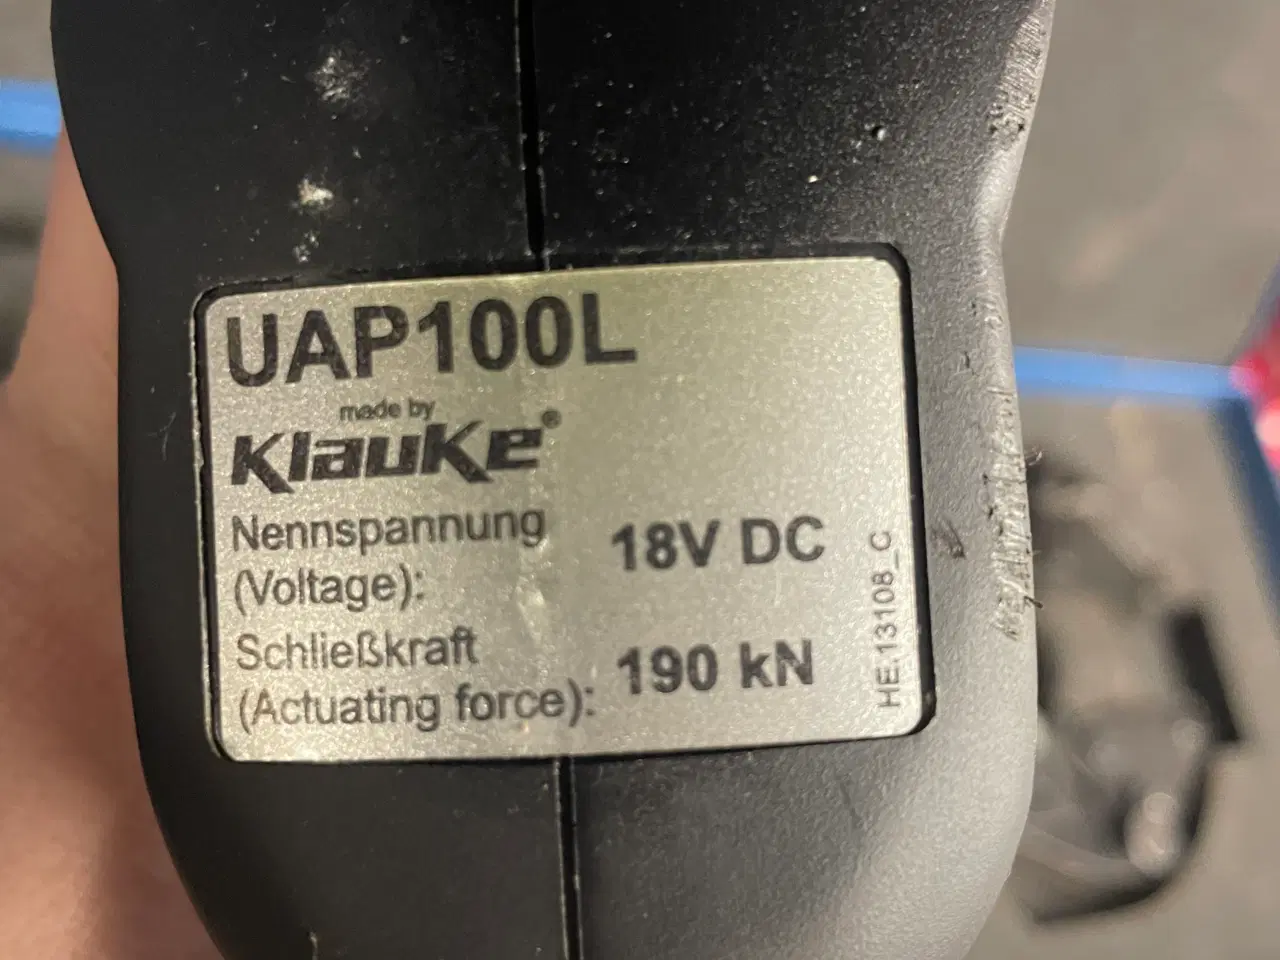 UAP100L
made by
Klauke®
Nennspannung
(Voltage): 18V DC
Schließkraft
(Actuating force): 190 kN
HE.13108_C